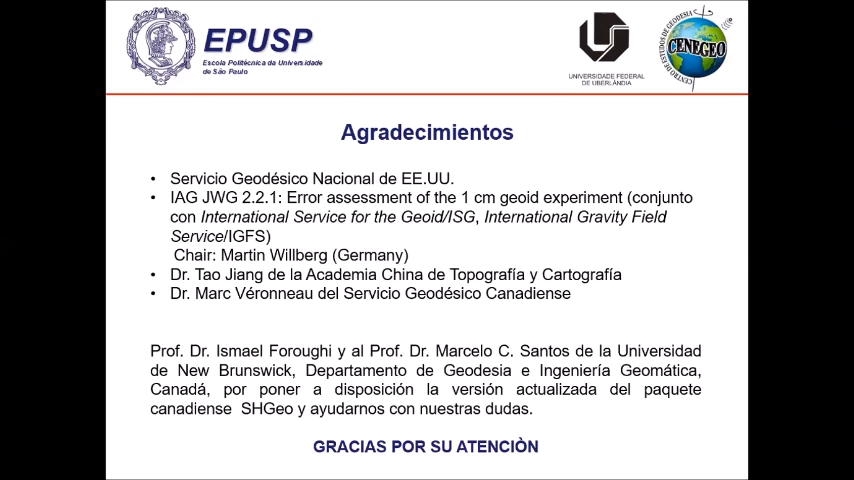 EPUSP
Escola Politécnica da Universidade
de São Paulo
UNIVERSIDADE FEDERAL
DE UBERLÂNDIA
CENTRO DE ESTUDOS DE GEODESIA
CENEGEO
Agradecimientos
• Servicio Geodésico Nacional de EE.UU.
• IAG JWG 2.2.1: Error assessment of the 1 cm geoid experiment (conjunto
con International Service for the Geoid/ISG, International Gravity Field
Service/IGFS)
Chair: Martin Willberg (Germany)
• Dr. Tao Jiang de la Academia China de Topografía y Cartografía
• Dr. Marc Véronneau del Servicio Geodésico Canadiense
Prof. Dr. Ismael Foroughi y al Prof. Dr. Marcelo C. Santos de la Universidad
de New Brunswick, Departamento de Geodesia e Ingeniería Geomática,
Canadá, por poner a disposición la versión actualizada del paquete
canadiense SHGeo y ayudarnos con nuestras dudas.
GRACIAS POR SU ATENCIÒN